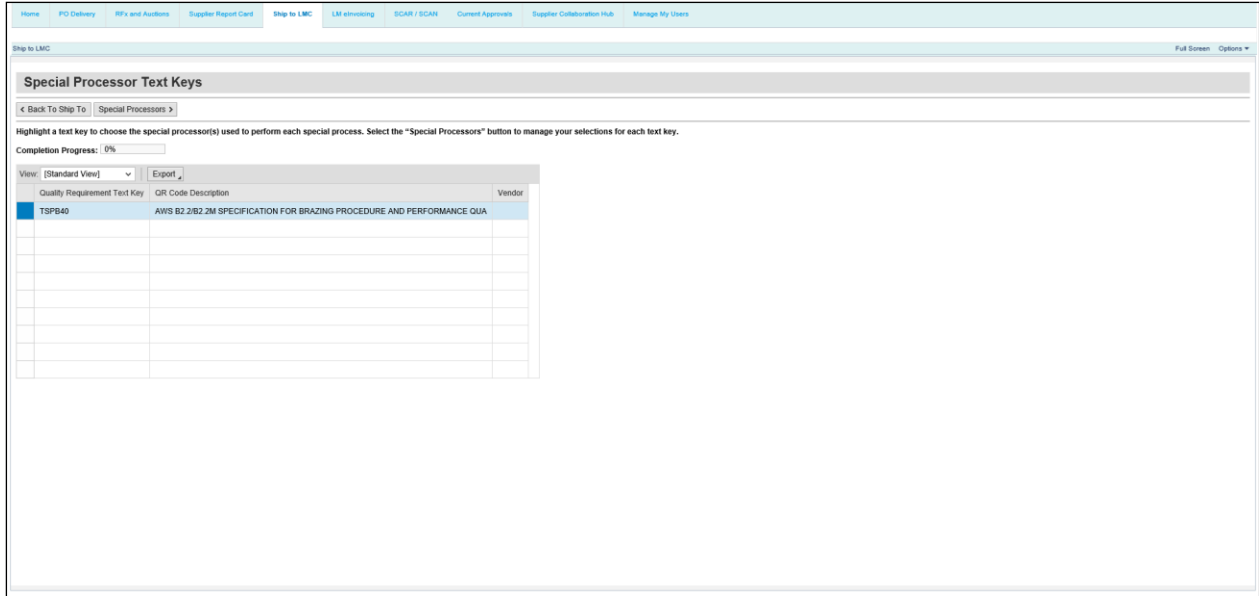 Home PO Delivery RFx and Auctions Supplier Report Card Ship to LMC LM eInvoicing SCAR / SCAN Current Approvals Supplier Collaboration Hub Manage My Users
Ship to LMC Full Screen Options
Special Processor Text Keys
< Back To Ship To Special Processors >
Highlight a text key to choose the special processor(s) used to perform each special process. Select the “Special Processors” button to manage your selections for each text key.
Completion Progress: 0%
View: [Standard View] Export
Quality Requirement Text Key QR Code Description Vendor
TSPB40 AWS B2.2/B2.2M SPECIFICATION FOR BRAZING PROCEDURE AND PERFORMANCE QUA